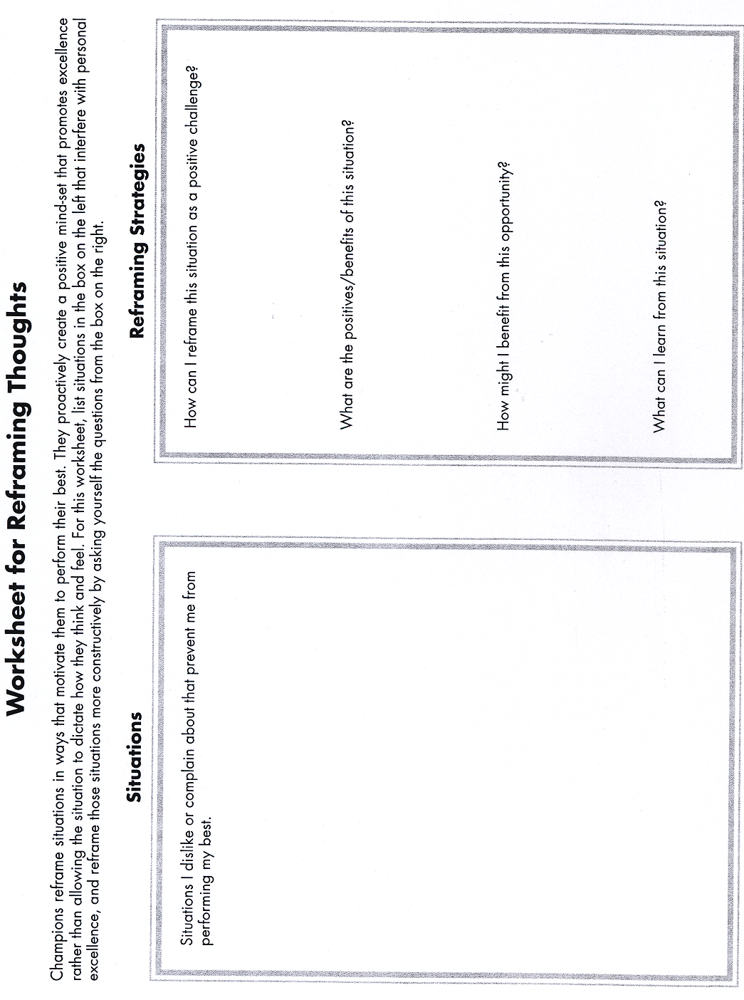 Worksheet for Reframing Thoughts
Champions reframe situations in ways that motivate them to perform their best. They proactively create a positive mind-set that promotes excellence
rather than allowing the situation to dictate how they think and feel. For this worksheet, list situations in the box on the left that interfere with personal
excellence, and reframe those situations more constructively by asking yourself the questions from the box on the right.
Situations
Situations I dislike or complain about that prevent me from
performing my best.
Reframing Strategies
How can I reframe this situation as a positive challenge?
What are the positives/benefits of this situation?
How might I benefit from this opportunity?
What can I learn from this situation?